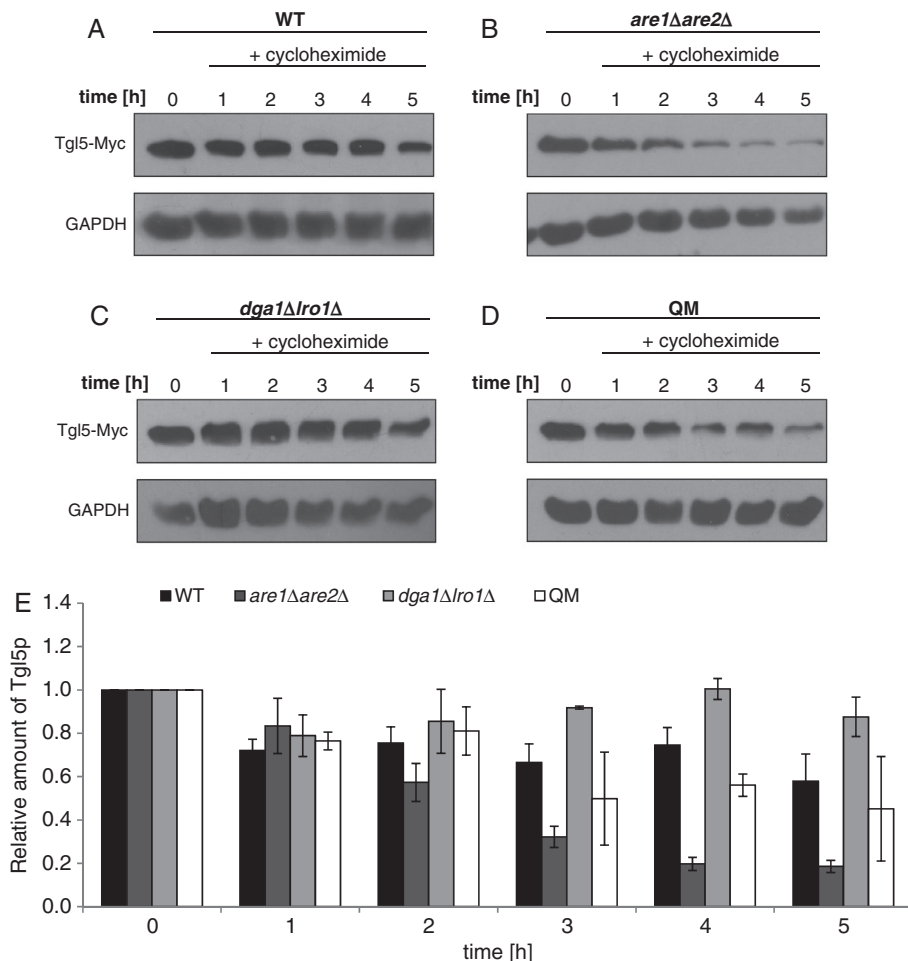 A WT
+ cycloheximide
time [h] 0 1 2 3 4 5
Tgl5-Myc
GAPDH
B are1Δare2Δ
+ cycloheximide
time [h] 0 1 2 3 4 5
C dga1Δlro1Δ
+ cycloheximide
time [h] 0 1 2 3 4 5
Tgl5-Myc
GAPDH
D QM
+ cycloheximide
time [h] 0 1 2 3 4 5
E
WT are1Δare2Δ dga1Δlro1Δ QM
Relative amount of Tgl5p
1.4
1.2
1.0
0.8
0.6
0.4
0.2
0.0
0 1 2 3 4 5
time [h]